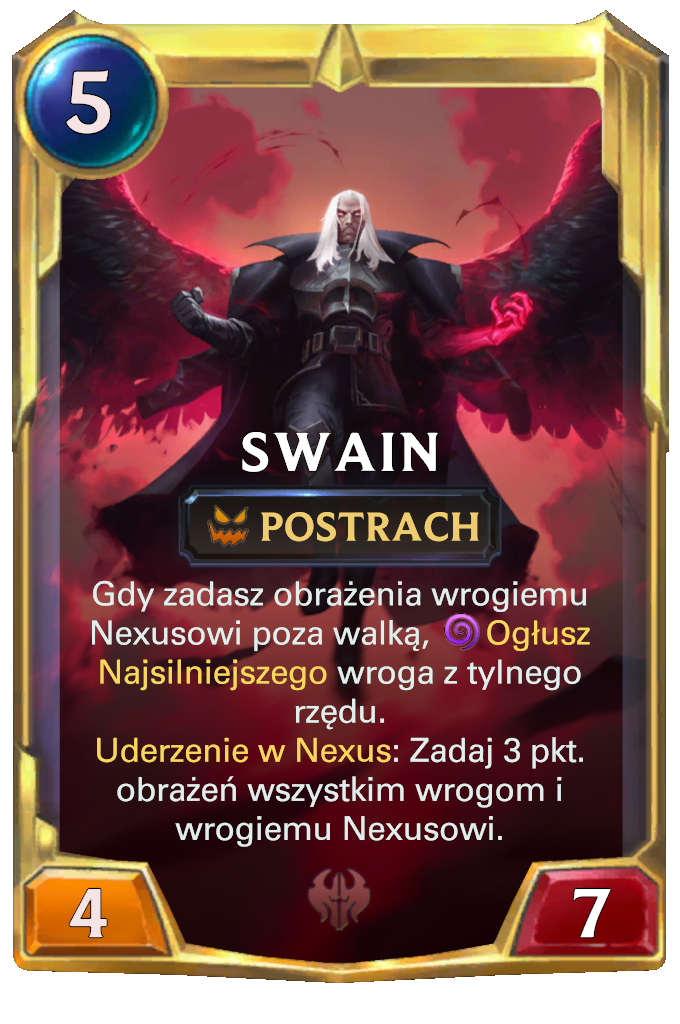 5
SWAIN
POSTRACH
Gdy zadasz obrażenia wrogiemu
Nexusowi poza walką, Ogłusz
Najsilniejszego wroga z tylnego
rzędu.
Uderzenie w Nexus: Zadaj 3 pkt.
obrażeń wszystkim wrogom i
wrogiemu Nexusowi.
4
7